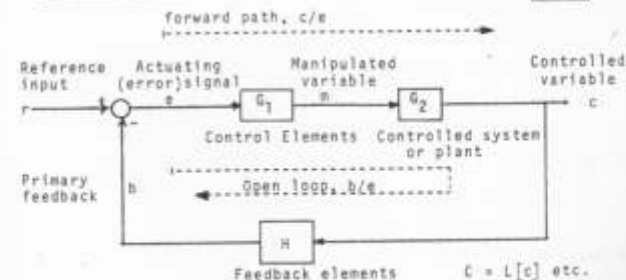 forward path, c/e
Reference input
Actuating (error)signal
e
Manipulated variable
m
Controlled variable
r
+
-
G1
G2
c
Control Elements
Controlled system or plant
Primary feedback
b
Open loop, b/e
H
Feedback elements
C = L[c] etc.